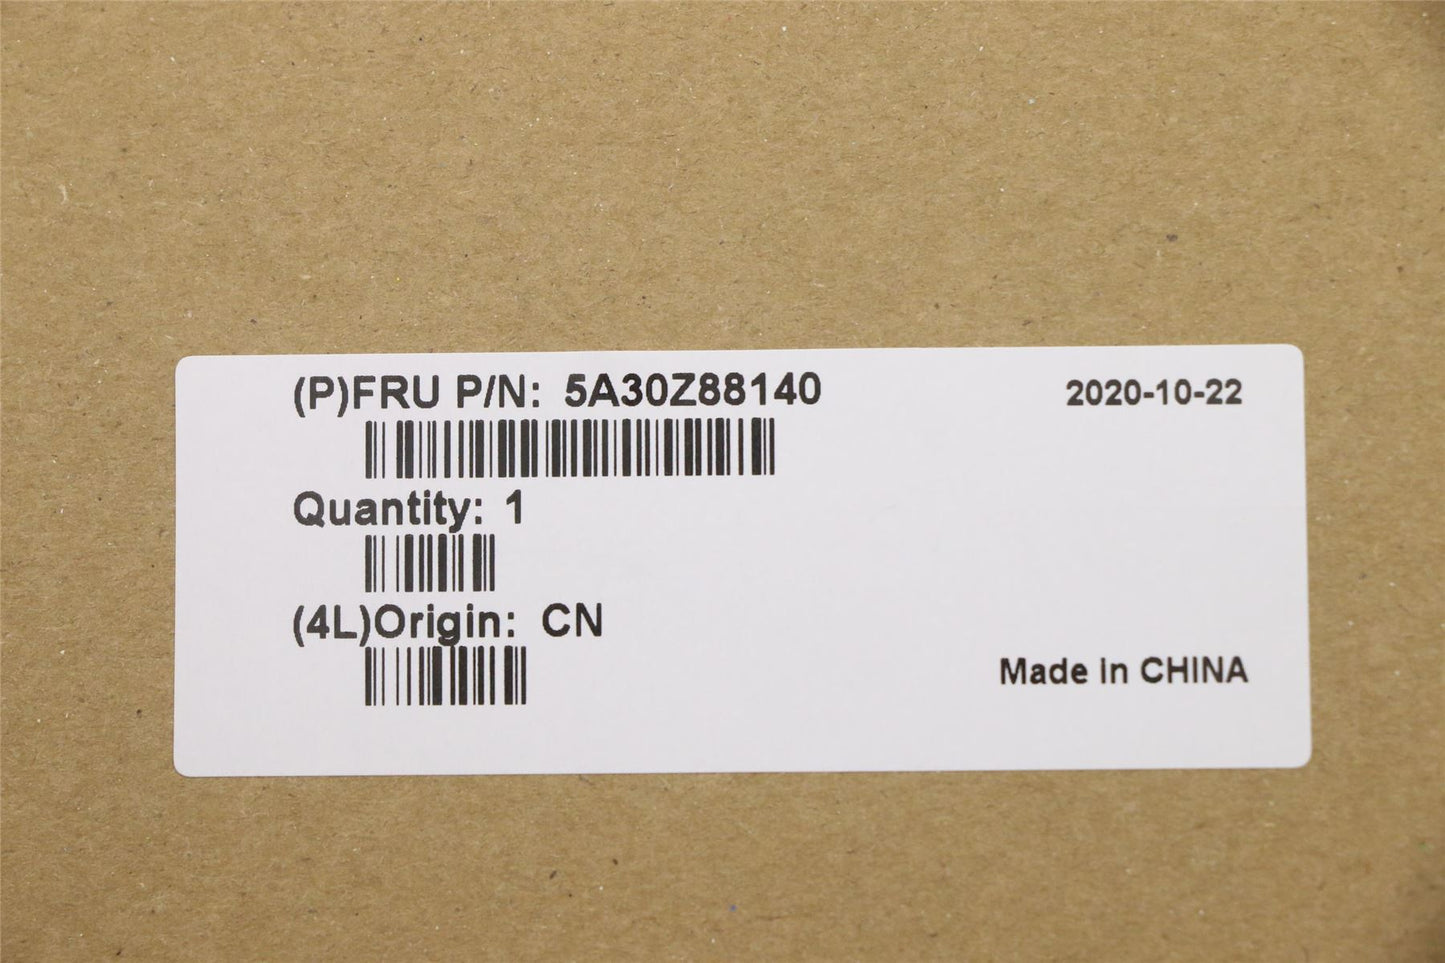 (P)FRU P/N: 5A30Z88140
2020-10-22
Quantity: 1
(4L)Origin: CN
Made in CHINA